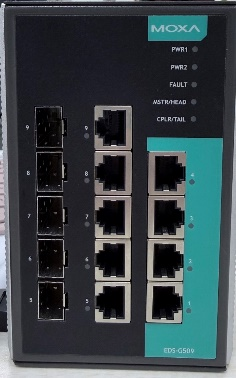 MOXA
PWR1
PWR2
FAULT
MSTR/HEAD
CPLR/TAIL
9 9
8 8 4
7 7 3
6 6 2
5 5 1
EDS-G509